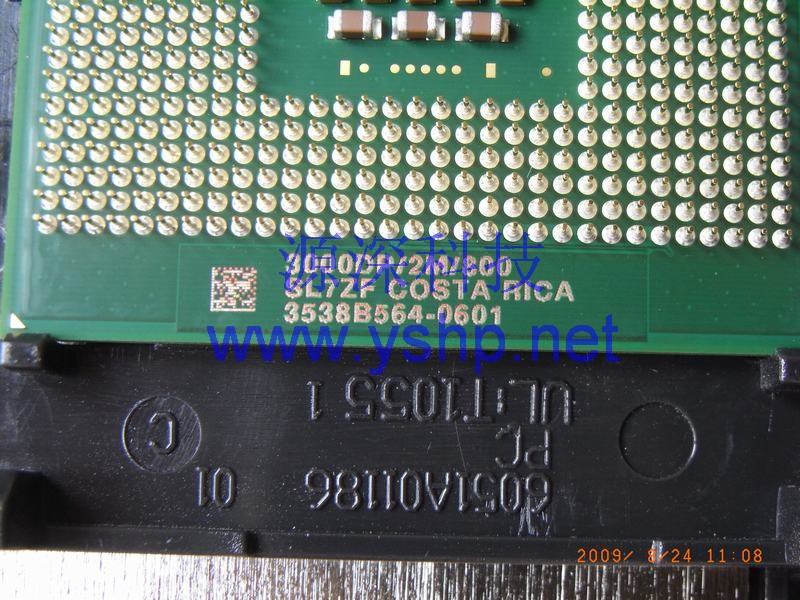 源深科技
3000DP/2M/800
SL7ZF COSTA RICA
3538B564-0601
www.yshp.net
UL:T1055 1
PC
C
6051A01186 01
2009/ 8/24 11:08